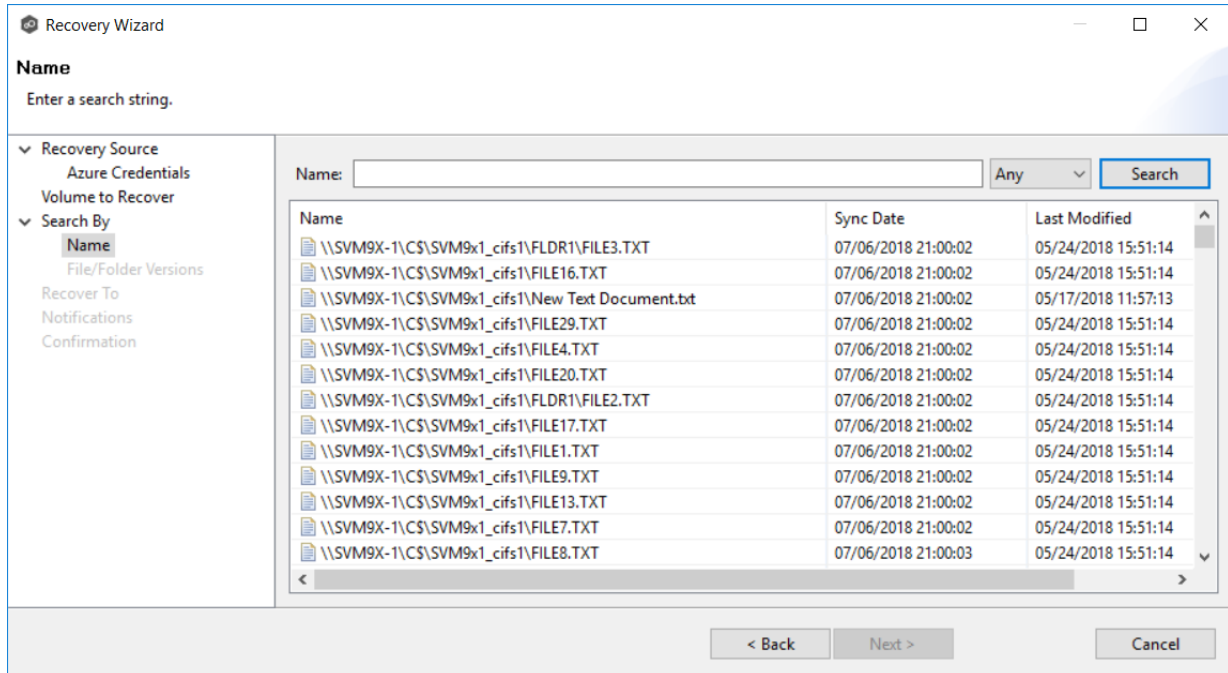 Recovery Wizard
Name
Enter a search string.
Recovery Source
Azure Credentials
Volume to Recover
Search By
Name
File/Folder Versions
Recover To
Notifications
Confirmation
Name: Any Search
Name Sync Date Last Modified
\\SVM9X-1\C$\SVM9x1_cifs1\FLDR1\FILE3.TXT 07/06/2018 21:00:02 05/24/2018 15:51:14
\\SVM9X-1\C$\SVM9x1_cifs1\FILE16.TXT 07/06/2018 21:00:02 05/24/2018 15:51:14
\\SVM9X-1\C$\SVM9x1_cifs1\New Text Document.txt 07/06/2018 21:00:02 05/17/2018 11:57:13
\\SVM9X-1\C$\SVM9x1_cifs1\FILE29.TXT 07/06/2018 21:00:02 05/24/2018 15:51:14
\\SVM9X-1\C$\SVM9x1_cifs1\FILE4.TXT 07/06/2018 21:00:02 05/24/2018 15:51:14
\\SVM9X-1\C$\SVM9x1_cifs1\FILE20.TXT 07/06/2018 21:00:02 05/24/2018 15:51:14
\\SVM9X-1\C$\SVM9x1_cifs1\FLDR1\FILE2.TXT 07/06/2018 21:00:02 05/24/2018 15:51:14
\\SVM9X-1\C$\SVM9x1_cifs1\FILE17.TXT 07/06/2018 21:00:02 05/24/2018 15:51:14
\\SVM9X-1\C$\SVM9x1_cifs1\FILE1.TXT 07/06/2018 21:00:02 05/24/2018 15:51:14
\\SVM9X-1\C$\SVM9x1_cifs1\FILE9.TXT 07/06/2018 21:00:02 05/24/2018 15:51:14
\\SVM9X-1\C$\SVM9x1_cifs1\FILE13.TXT 07/06/2018 21:00:02 05/24/2018 15:51:14
\\SVM9X-1\C$\SVM9x1_cifs1\FILE7.TXT 07/06/2018 21:00:02 05/24/2018 15:51:14
\\SVM9X-1\C$\SVM9x1_cifs1\FILE8.TXT 07/06/2018 21:00:03 05/24/2018 15:51:14
< Back Next > Cancel